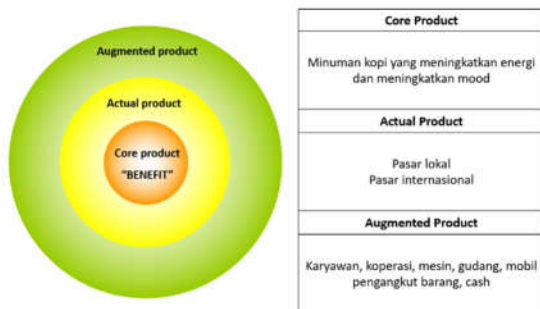 Augmented product
Actual product
Core product
"BENEFIT"
Core Product
Minuman kopi yang meningkatkan energi
dan meningkatkan mood
Actual Product
Pasar lokal
Pasar internasional
Augmented Product
Karyawan, koperasi, mesin, gudang, mobil
pengangkut barang, cash